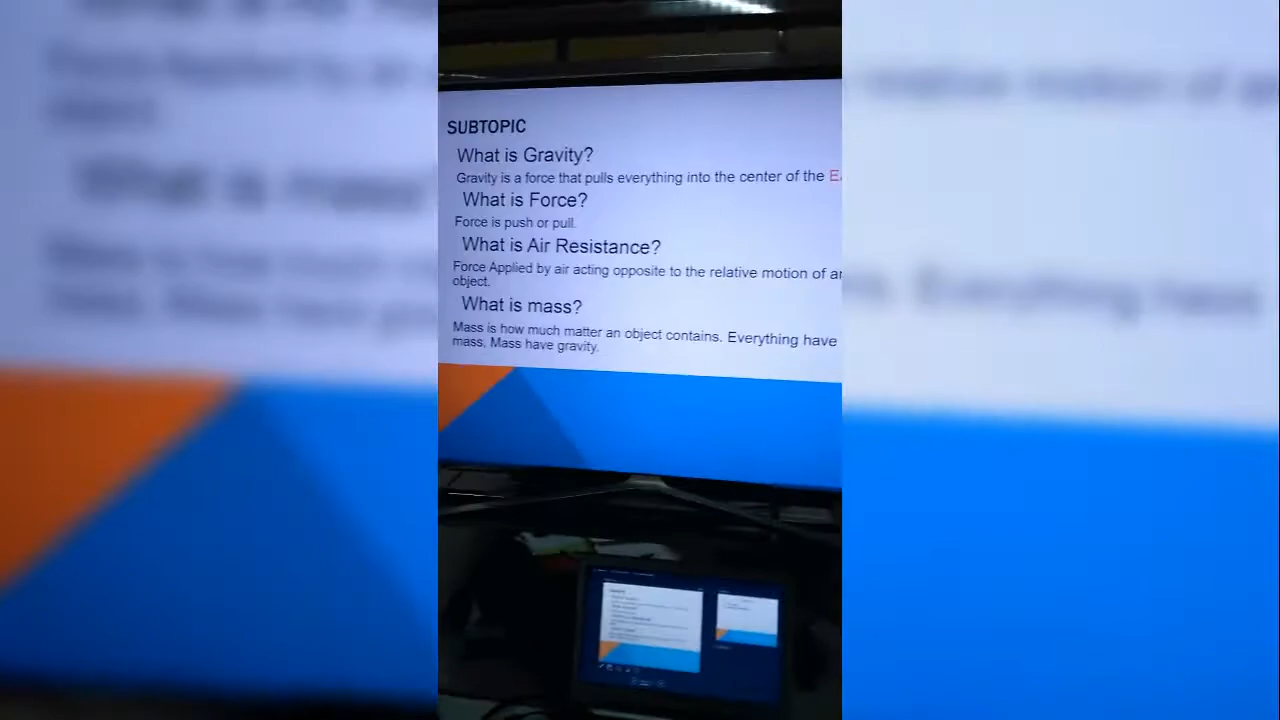 SUBTOPIC
What is Gravity?
Gravity is a force that pulls everything into the center of the
What is Force?
Force is push or pull.
What is Air Resistance?
Force Applied by air acting opposite to the relative motion of an
object.
What is mass?
Mass is how much matter an object contains. Everything have
mass. Mass have gravity.